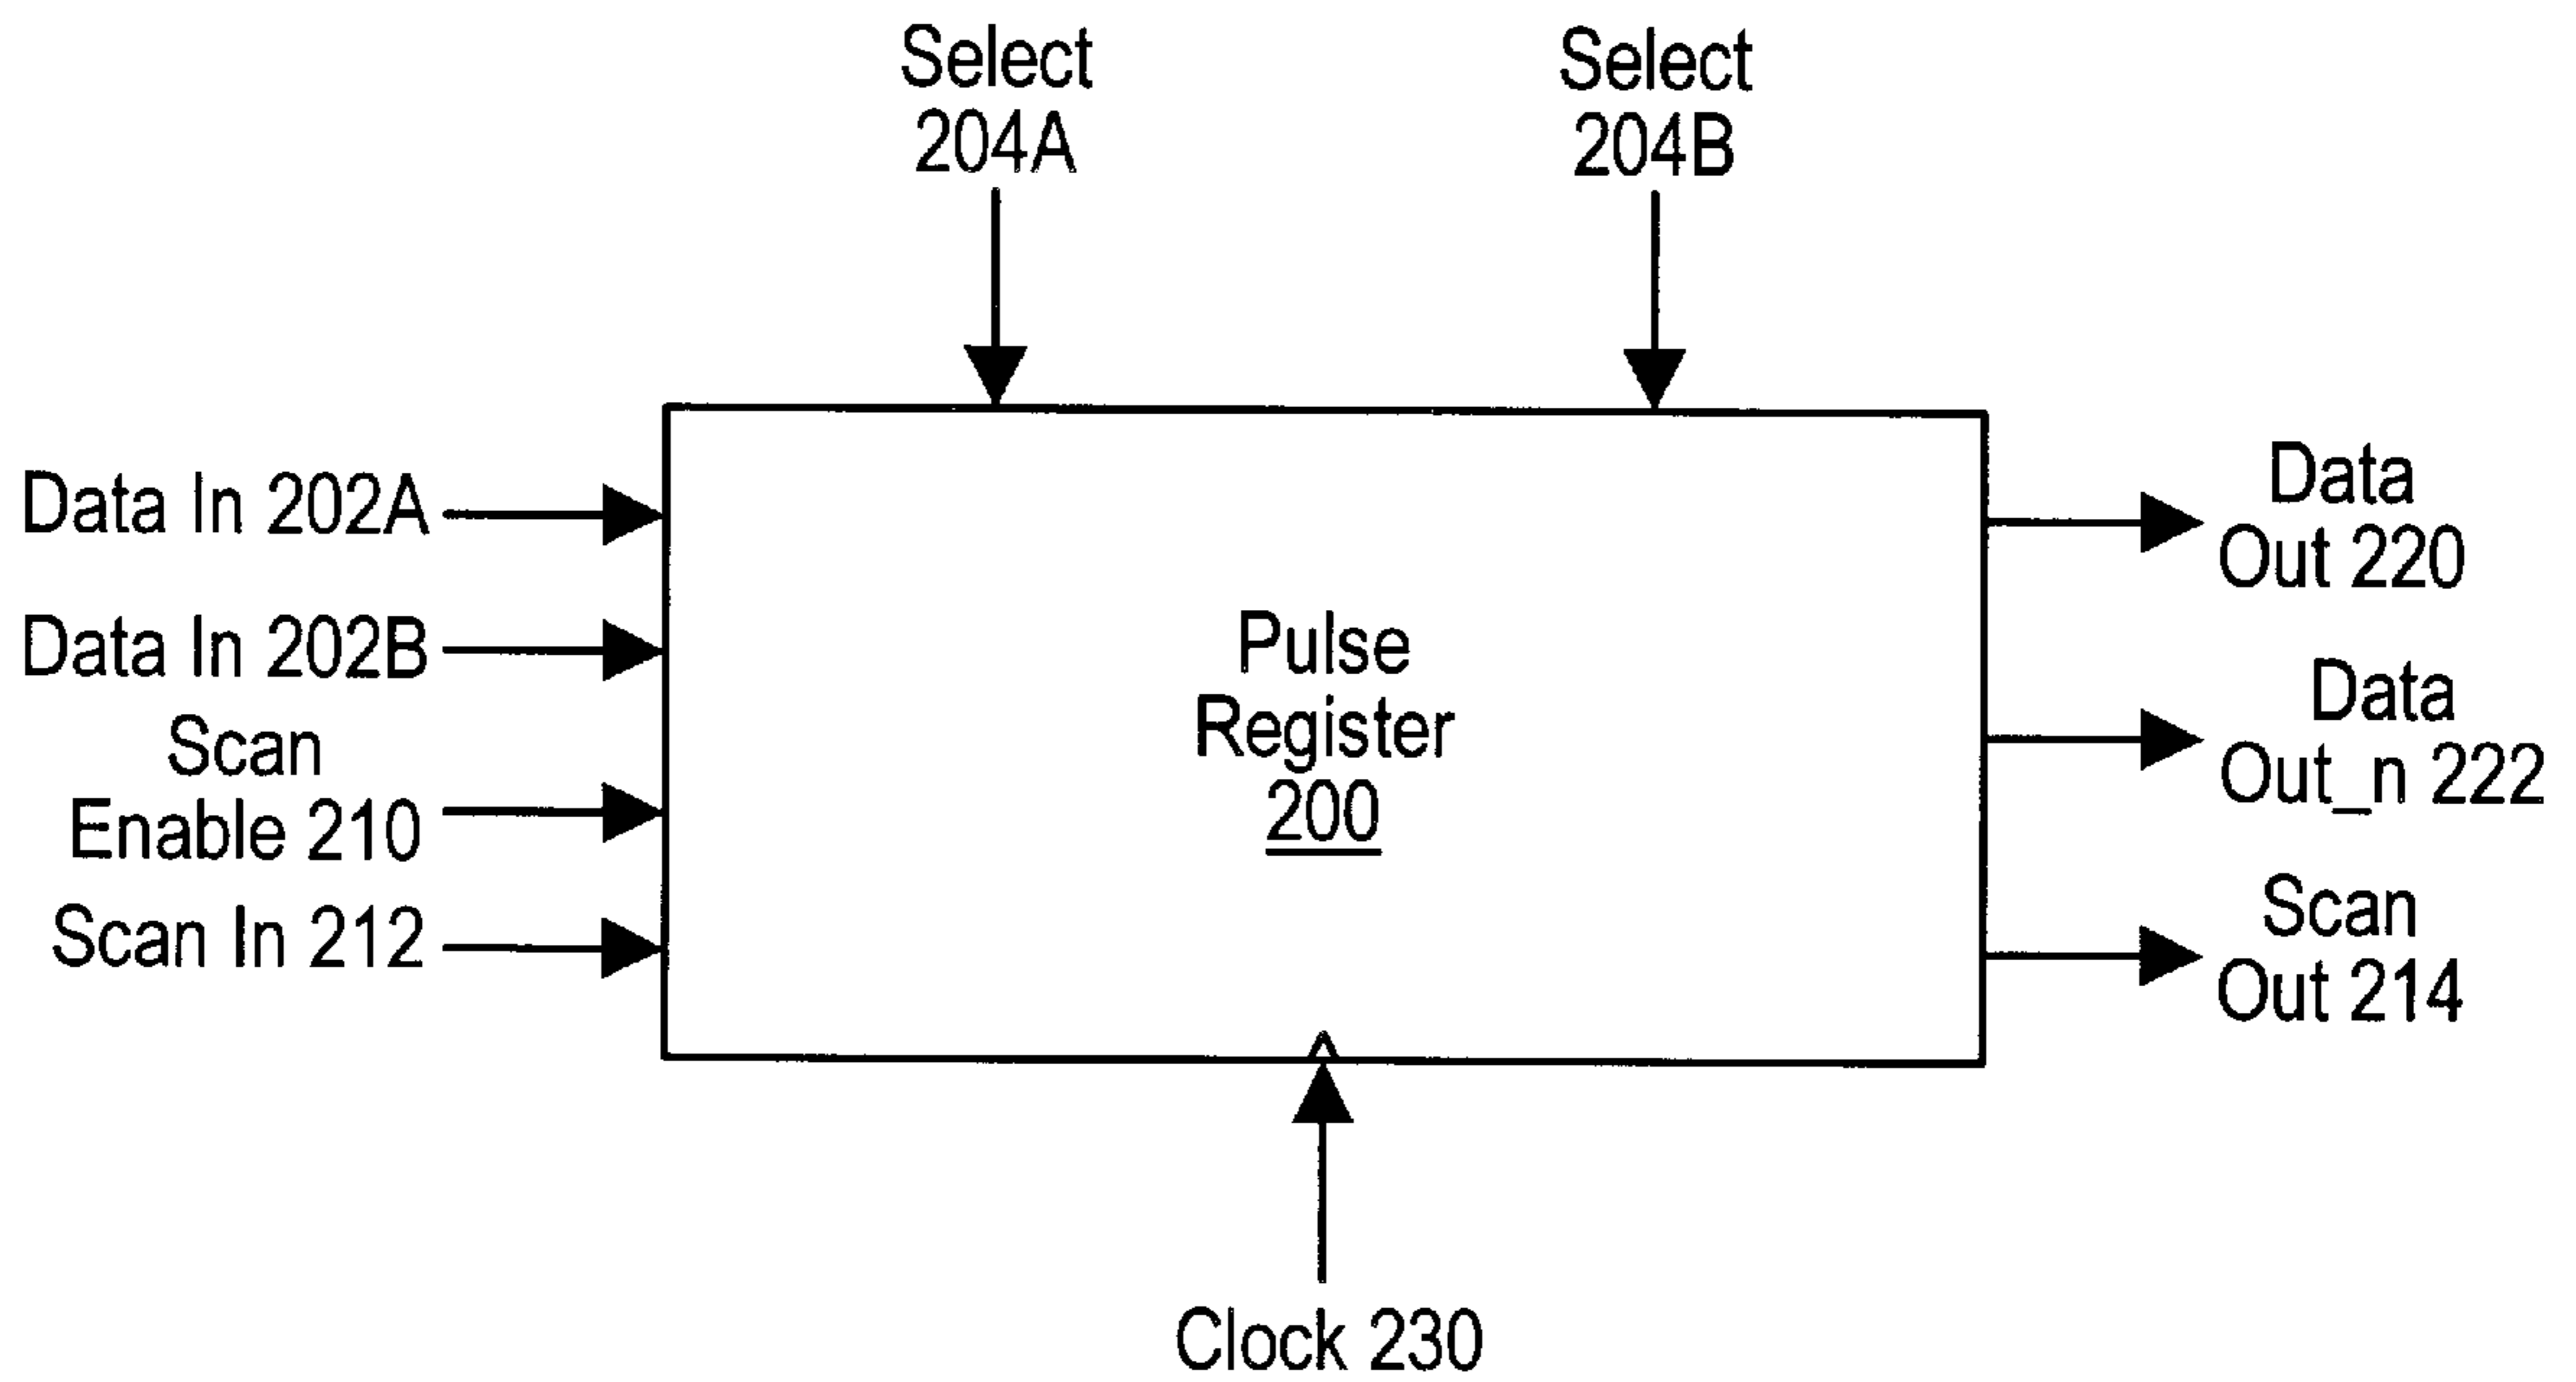 Select
204A
Select
204B
Data In 202A
Data In 202B
Scan
Enable 210
Scan In 212
Pulse
Register
200
Data
Out 220
Data
Out_n 222
Scan
Out 214
Clock 230